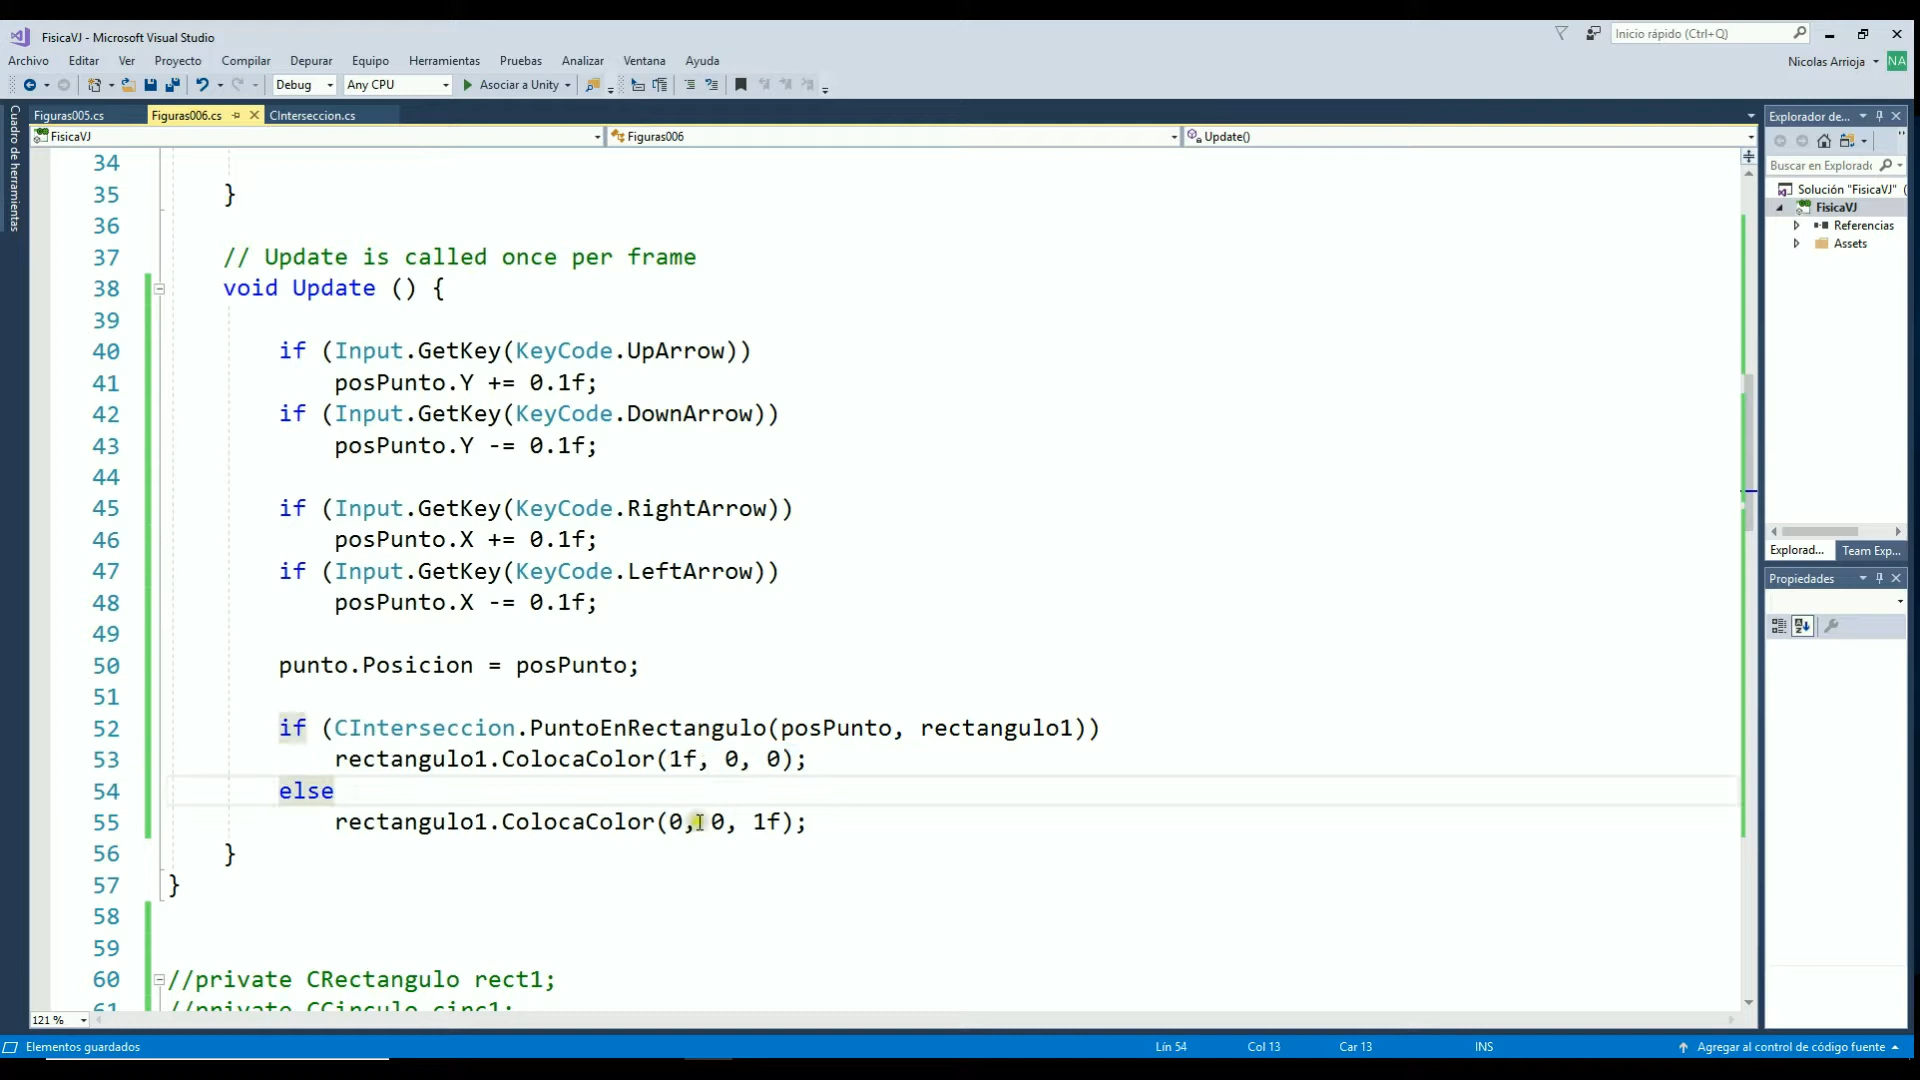 FisicaVJ - Microsoft Visual Studio
Inicio rápido (Ctrl+Q)
Archivo Editar Ver Proyecto Compilar Depurar Equipo Herramientas Pruebas Analizar Ventana Ayuda
Nicolas Arrioja NA
Debug Any CPU Asociar a Unity
Cuadro de herramientas
Figuras005.cs Figuras006.cs CInterseccion.cs
FisicaVJ Figuras006 Update()
34
35 }
36
37 // Update is called once per frame
38 void Update () {
39
40 if (Input.GetKey(KeyCode.UpArrow))
41 posPunto.Y += 0.1f;
42 if (Input.GetKey(KeyCode.DownArrow))
43 posPunto.Y -= 0.1f;
44
45 if (Input.GetKey(KeyCode.RightArrow))
46 posPunto.X += 0.1f;
47 if (Input.GetKey(KeyCode.LeftArrow))
48 posPunto.X -= 0.1f;
49
50 punto.Posicion = posPunto;
51
52 if (CInterseccion.PuntoEnRectangulo(posPunto, rectangulo1))
53 rectangulo1.ColocaColor(1f, 0, 0);
54 else
55 rectangulo1.ColocaColor(0, 0, 1f);
56 }
57 }
58
59
60 //private CRectangulo rect1;
61 //private CCirculo circ1;
121 %
Explorador de...
Buscar en Explorado
Solución "FisicaVJ" (
FisicaVJ
Referencias
Assets
Explorad... Team Exp...
Propiedades
Elementos guardados Lín 54 Col 13 Car 13 INS Agregar al control de código fuente